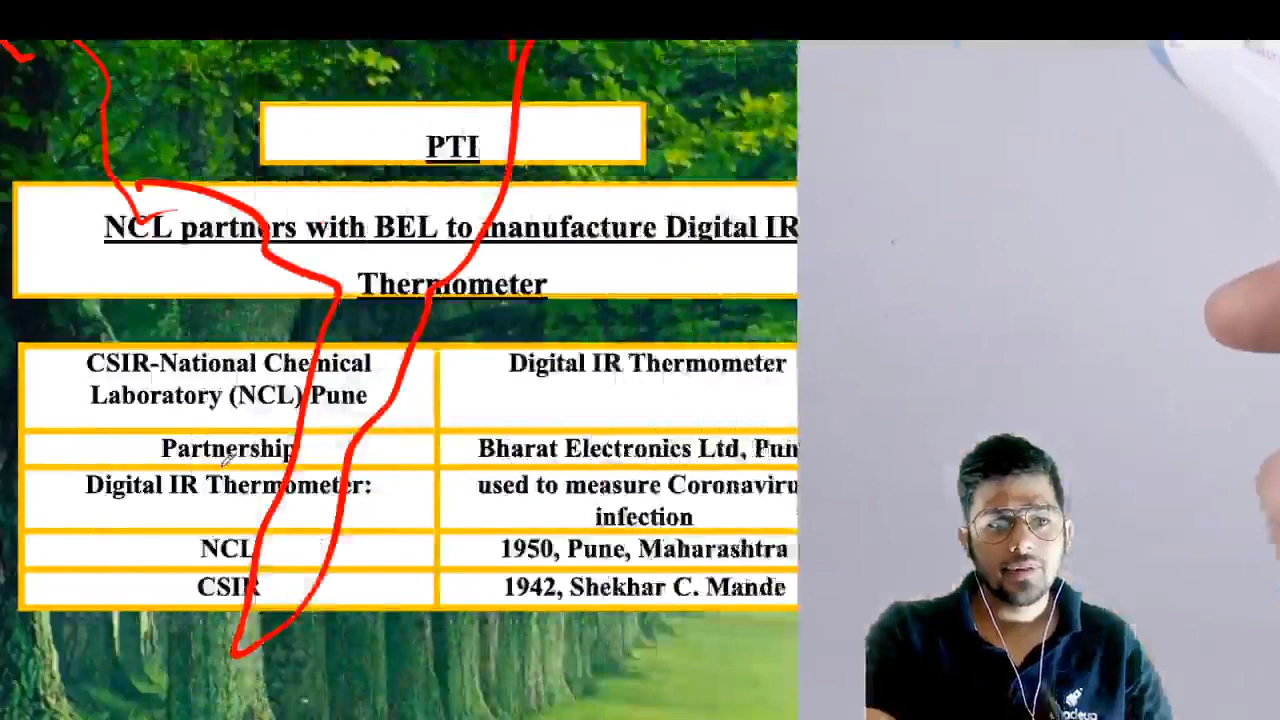 PTI
NCL partners with BEL to manufacture Digital IR
Thermometer
CSIR-National Chemical
Laboratory (NCL) Pune
Digital IR Thermometer
Partnership
Bharat Electronics Ltd, Pun
Digital IR Thermometer:
used to measure Coronaviru
infection
NCL
1950, Pune, Maharashtra
CSIR
1942, Shekhar C. Mande